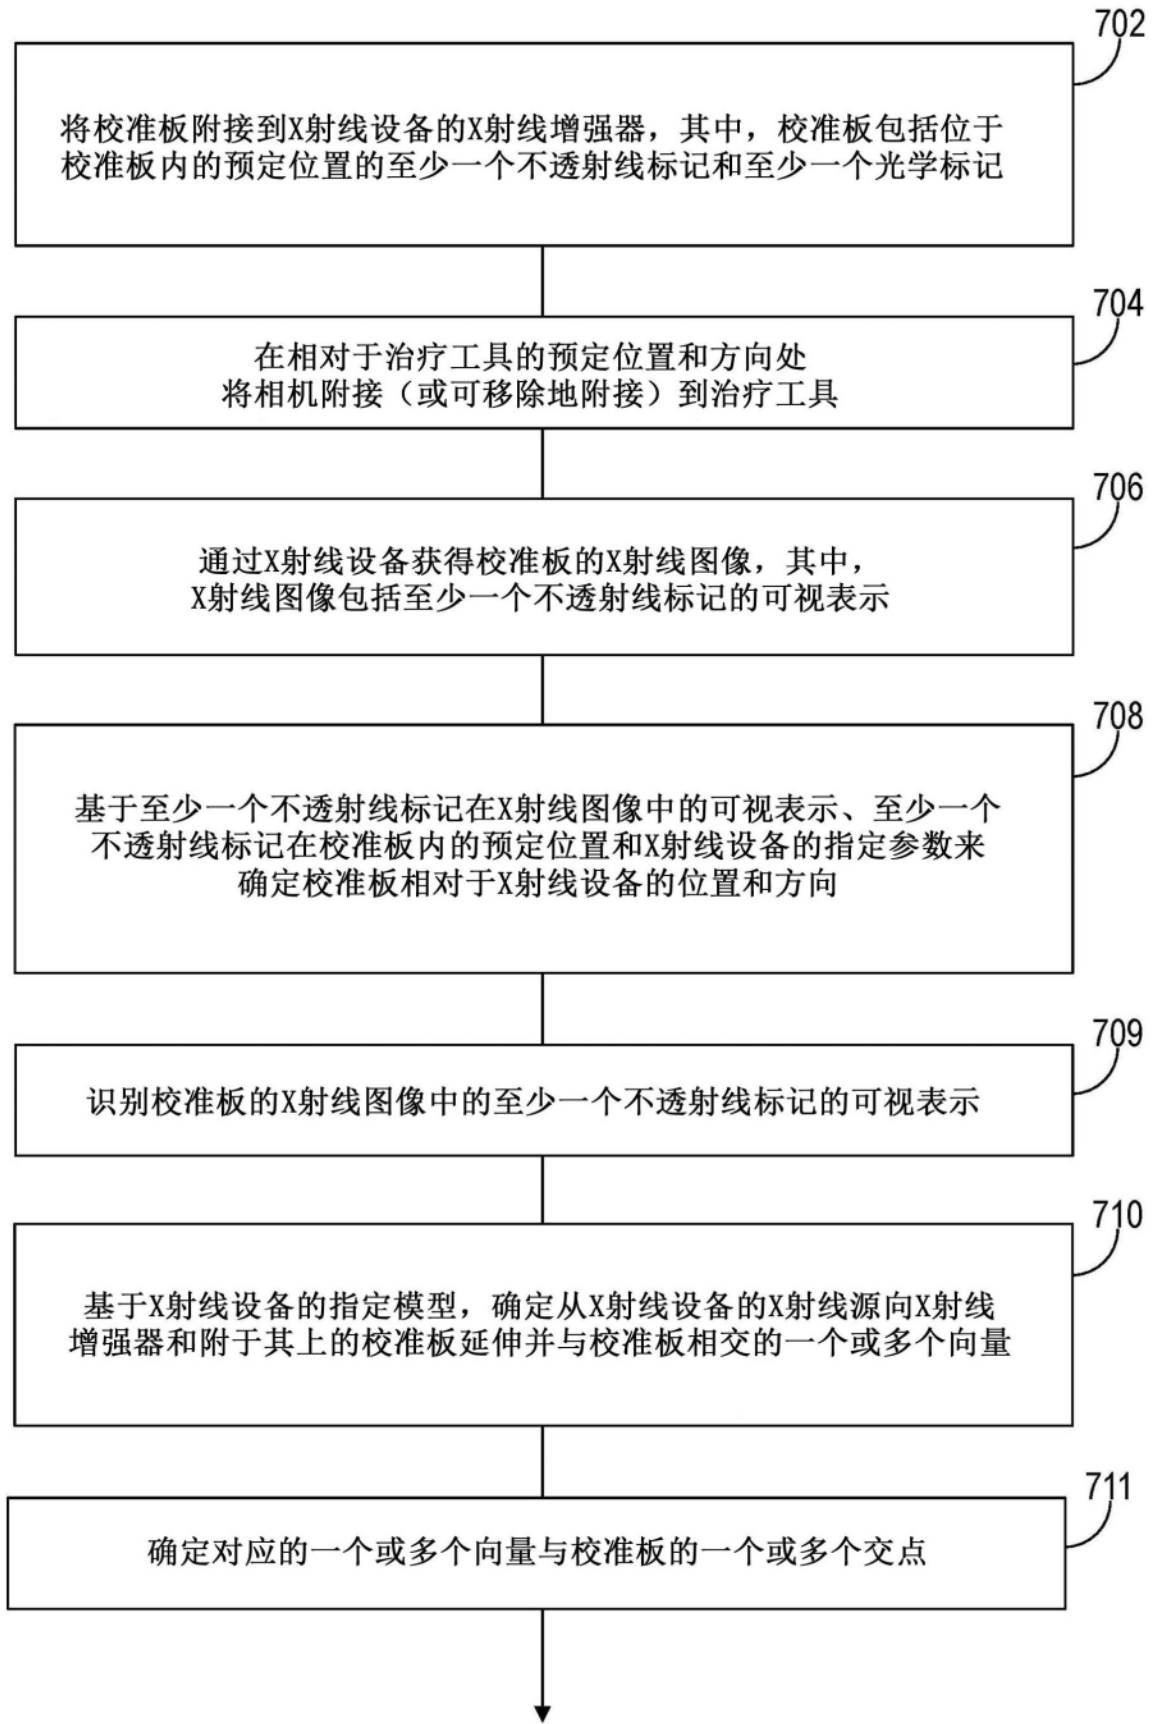 702
将校准板附接到X射线设备的X射线增强器，其中，校准板包括位于
校准板内的预定位置的至少一个不透射线标记和至少一个光学标记
704
在相对于治疗工具的预定位置和方向处
将相机附接（或可移除地附接）到治疗工具
706
通过X射线设备获得校准板的X射线图像，其中，
X射线图像包括至少一个不透射线标记的可视表示
708
基于至少一个不透射线标记在X射线图像中的可视表示、至少一个
不透射线标记在校准板内的预定位置和X射线设备的指定参数来
确定校准板相对于X射线设备的位置和方向
709
识别校准板的X射线图像中的至少一个不透射线标记的可视表示
710
基于X射线设备的指定模型，确定从X射线设备的X射线源向X射线
增强器和附于其上的校准板延伸并与校准板相交的一个或多个向量
711
确定对应的一个或多个向量与校准板的一个或多个交点